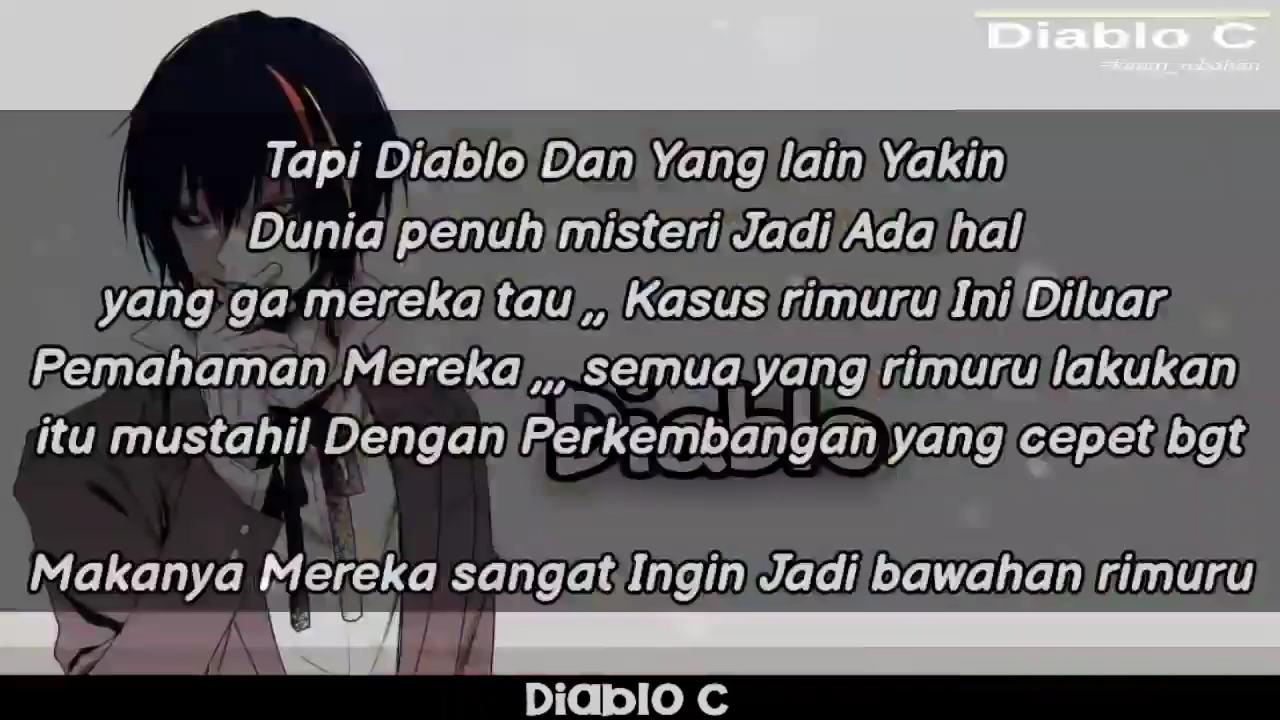 Diablo C
Tapi Diablo Dan Yang lain Yakin
Dunia penuh misteri Jadi Ada hal
yang ga mereka tau ,, Kasus rimuru Ini Diluar
Pemahaman Mereka ,,, semua yang rimuru lakukan
itu mustahil Dengan Perkembangan yang cepet bgt
Diablo
Makanya Mereka sangat Ingin Jadi bawahan rimuru
Diablo C